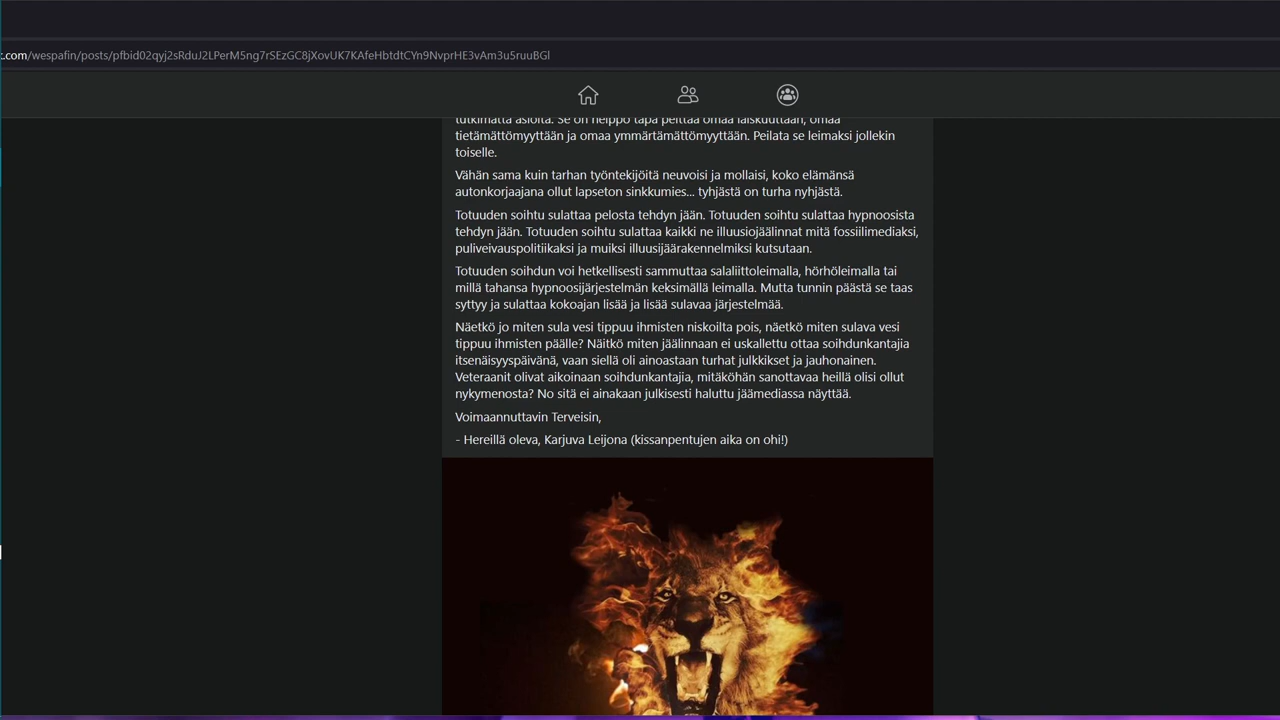 t.com/wespafin/posts/pfbid02qyj2sRduJ2LPerM5ng7rSEzGC8jXovUK7KAfeHbtdtCYn9NvprHE3vAm3u5ruuBGl
tutkimatta asioita. Se on helppo tapa peittää omaa laiskuuttaan, omaa
tietämättömyyttään ja omaa ymmärtämättömyyttään. Peilata se leimaksi jollekin
toiselle.
Vähän sama kuin tarhan työntekijöitä neuvoisi ja mollaisi, koko elämänsä
autonkorjaajana ollut lapseton sinkkumies... tyhjästä on turha nyhjästä.
Totuuden soihtu sulattaa pelosta tehdyn jään. Totuuden soihtu sulattaa hypnoosista
tehdyn jään. Totuuden soihtu sulattaa kaikki ne illuusiojäälinnat mitä fossiilimediaksi,
puliveivauspolitiikaksi ja muiksi illuusijäärakennelmiksi kutsutaan.
Totuuden soihdun voi hetkellisesti sammuttaa salaliittoleimalla, hörhöleimalla tai
millä tahansa hypnoosijärjestelmän keksimällä leimalla. Mutta tunnin päästä se taas
syttyy ja sulattaa kokoajan lisää ja lisää sulavaa järjestelmää.
Näetkö jo miten sula vesi tippuu ihmisten niskoilta pois, näetkö miten sulava vesi
tippuu ihmisten päälle? Näitkö miten jäälinnaan ei uskallettu ottaa soihdunkantajia
itsenäisyyspäivänä, vaan siellä oli ainoastaan turhat julkkikset ja jauhonainen.
Veteraanit olivat aikoinaan soihdunkantajia, mitäköhän sanottavaa heillä olisi ollut
nykymenosta? No sitä ei ainakaan julkisesti haluttu jäämediassa näyttää.
Voimaannuttavin Terveisin,
- Hereillä oleva, Karjuva Leijona (kissanpentujen aika on ohi!)